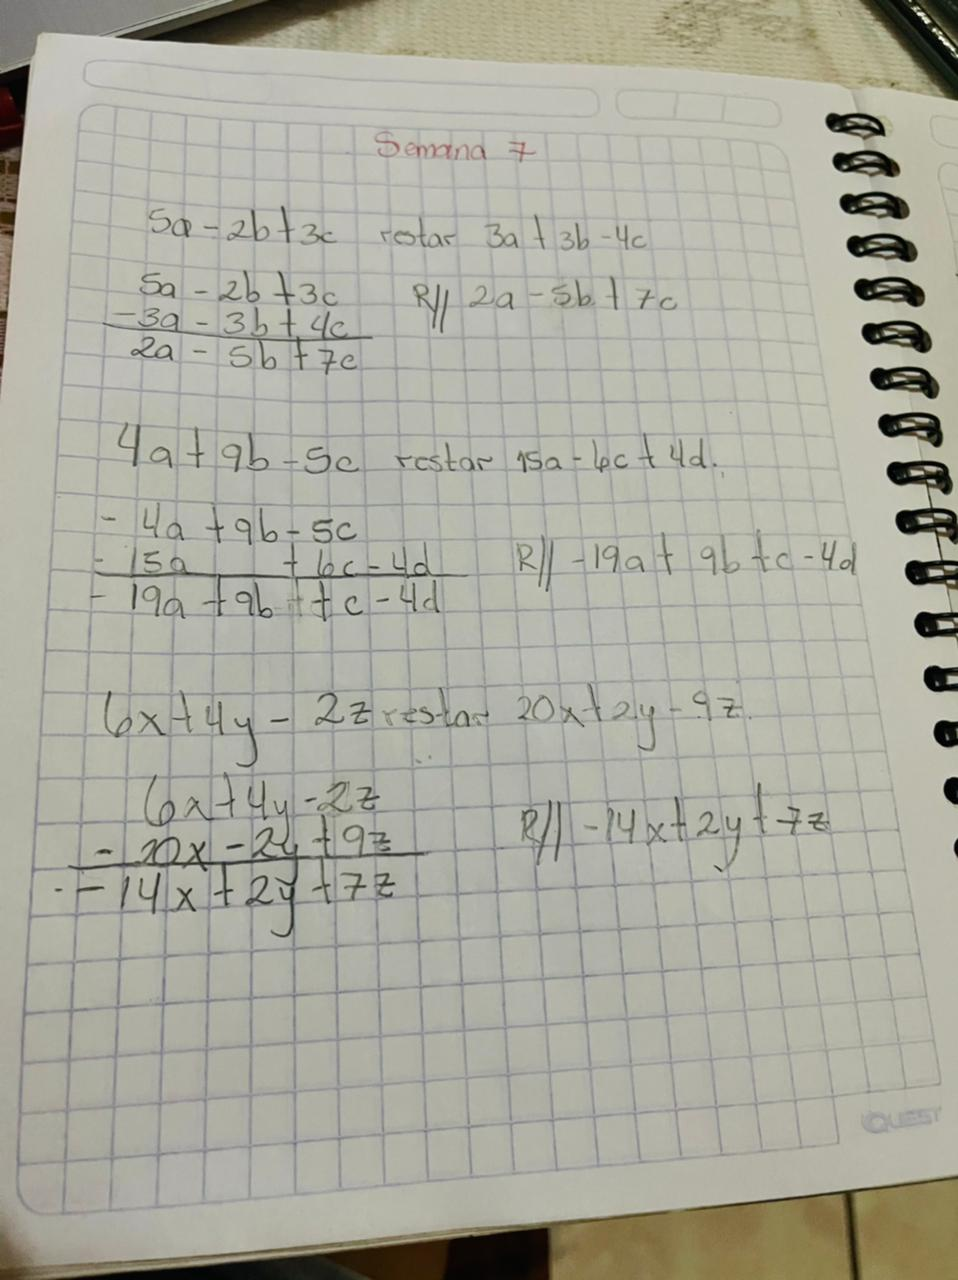 Semana 7
5a - 2b + 3c restar 3a + 3b - 4c
5a - 2b + 3c R// 2a - 5b + 7c
-3a - 3b + 4c
2a - 5b + 7c
4a + 9b - 5c restar 15a - 6c + 4d.
- 4a + 9b - 5c
- 15a + 6c - 4d R// -19a + 9b + c - 4d
- 19a + 9b + c - 4d
6x + 4y - 2z restar 20x + 2y - 9z.
6x + 4y - 2z
- 20x - 2y + 9z R// -14x + 2y + 7z
- 14x + 2y + 7z
QUEST